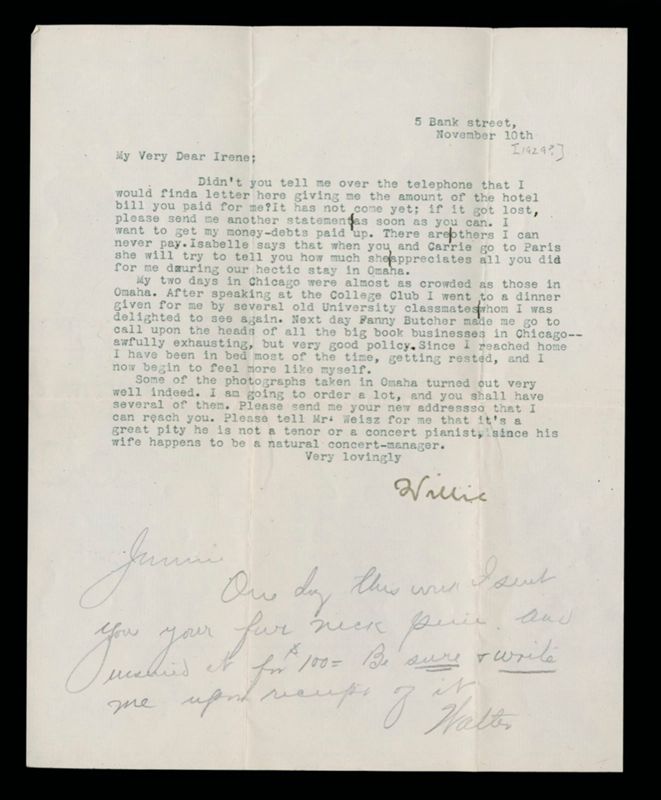 5 Bank street,
November 10th
[1929?]
My Very Dear Irene;
Didn't you tell me over the telephone that I
would finda letter here giving me the amount of the hotel
bill you paid for me?It has not come yet; if it got lost,
please send me another statement|as soon as you can. I
want to get my money-debts paid up. There are|others I can
never pay.Isabelle says that when you and Carrie go to Paris
she will try to tell you how much she|appreciates all you did
for me duuring our hectic stay in Omaha.
My two days in Chicago were almost as crowded as those in
Omaha. After speaking at the College Club I went to a dinner
given for me by several old University classmates|whom I was
delighted to see again. Next day Fanny Butcher made me go to
call upon the heads of all the big book businesses in Chicago--
awfully exhausting, but very good policy.Since I reached home
I have been in bed most of the time, getting rested, and I
now begin to feel more like myself.
Some of the photographs taken in Omaha turned out very
well indeed. I am going to order a lot, and you shall have
several of them. Please send me your new addressso that I
can reach you. Please tell Mr. Weisz for me that it's a
great pity he is not a tenor or a concert pianist, since his
wife happens to be a natural concert-manager.
Very lovingly
Willie
One day this week I sent
you your fur neck piece and
insured it for $100= Be sure & write
me upon receipt of it
Walter